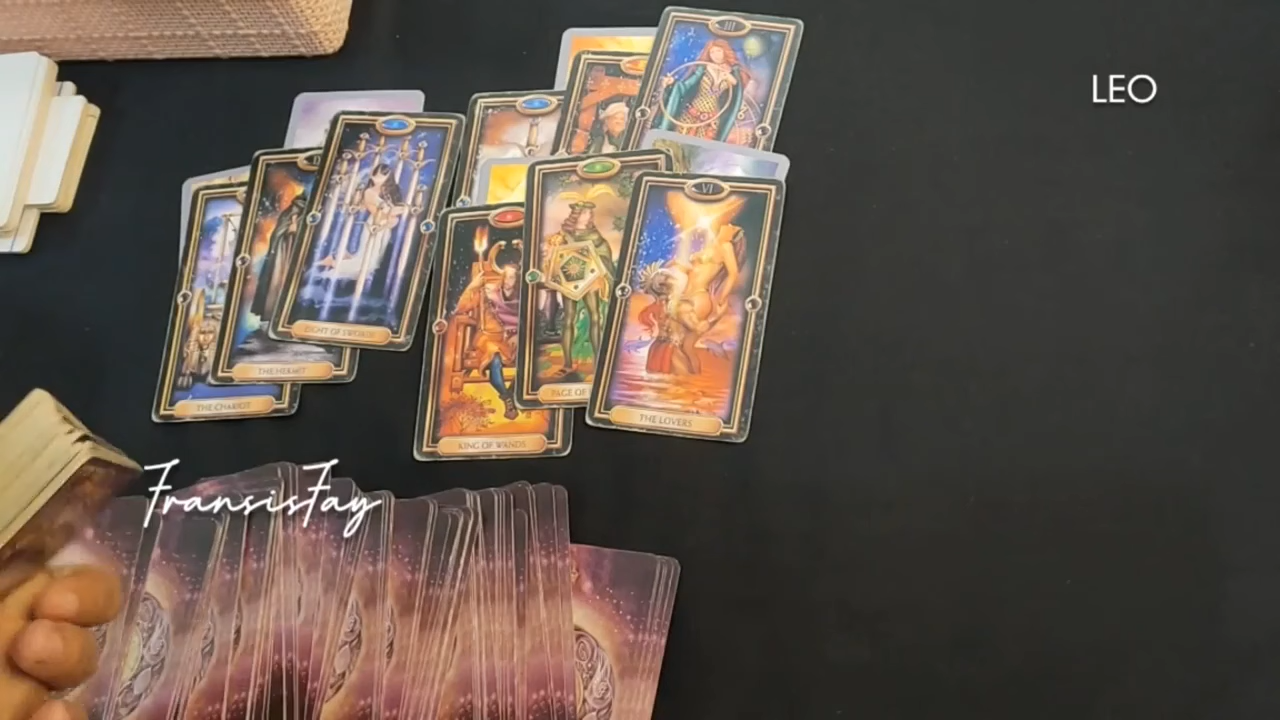 LEO
III
VI
EIGHT OF SWORDS
THE HERMIT
THE CHARIOT
PAGE OF
THE LOVERS
KING OF WANDS
FransisFay